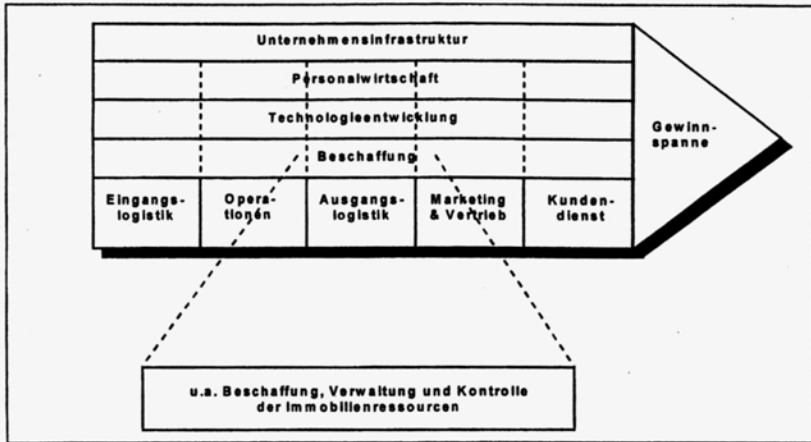 Unternehmensinfrastruktur
Personalwirtschaft
Technologieentwicklung
Beschaffung
Eingangs-
logistik
Opera-
tionen
Ausgangs-
logistik
Marketing
& Vertrieb
Kunden-
dienst
Gewinn-
spanne
u.a. Beschaffung, Verwaltung und Kontrolle
der Immobilienressourcen